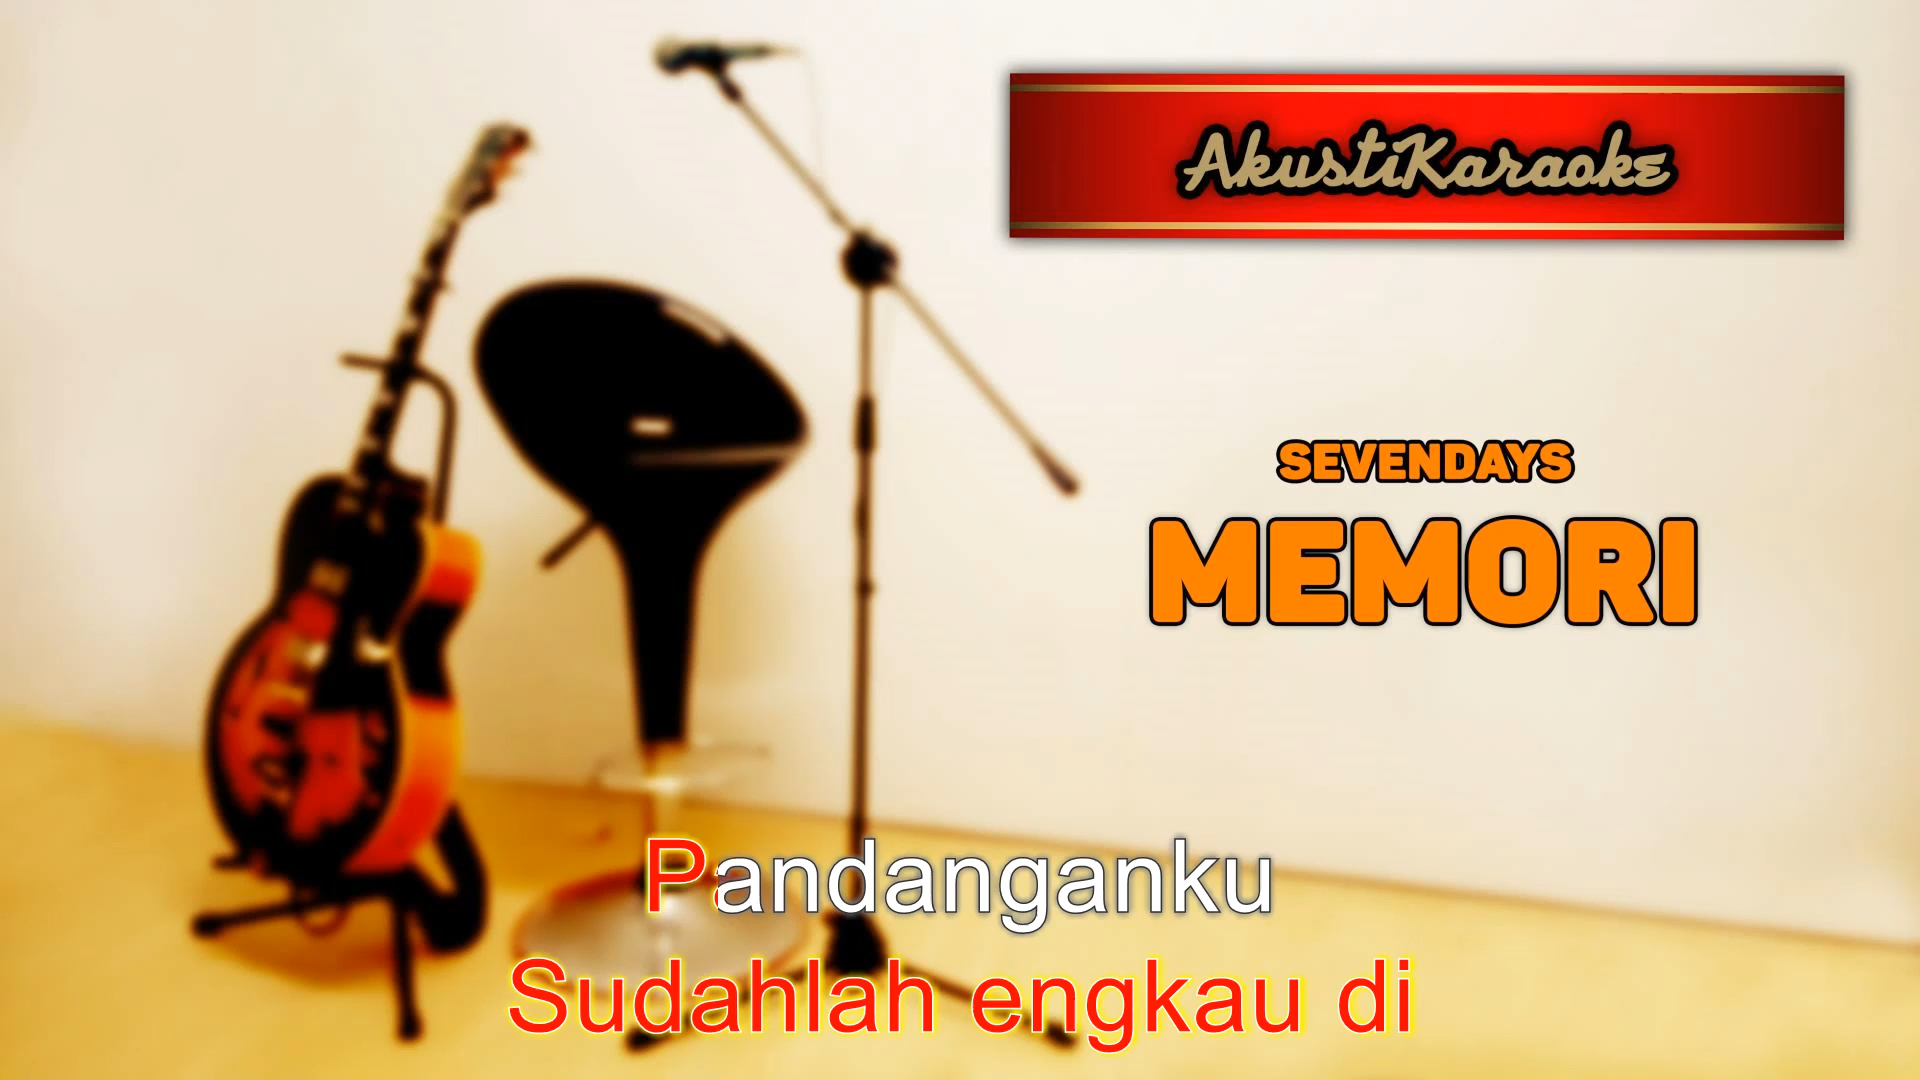 AkustiKaraoke
SEVENDAYS
MEMORI
Pandanganku
Sudahlah engkau di